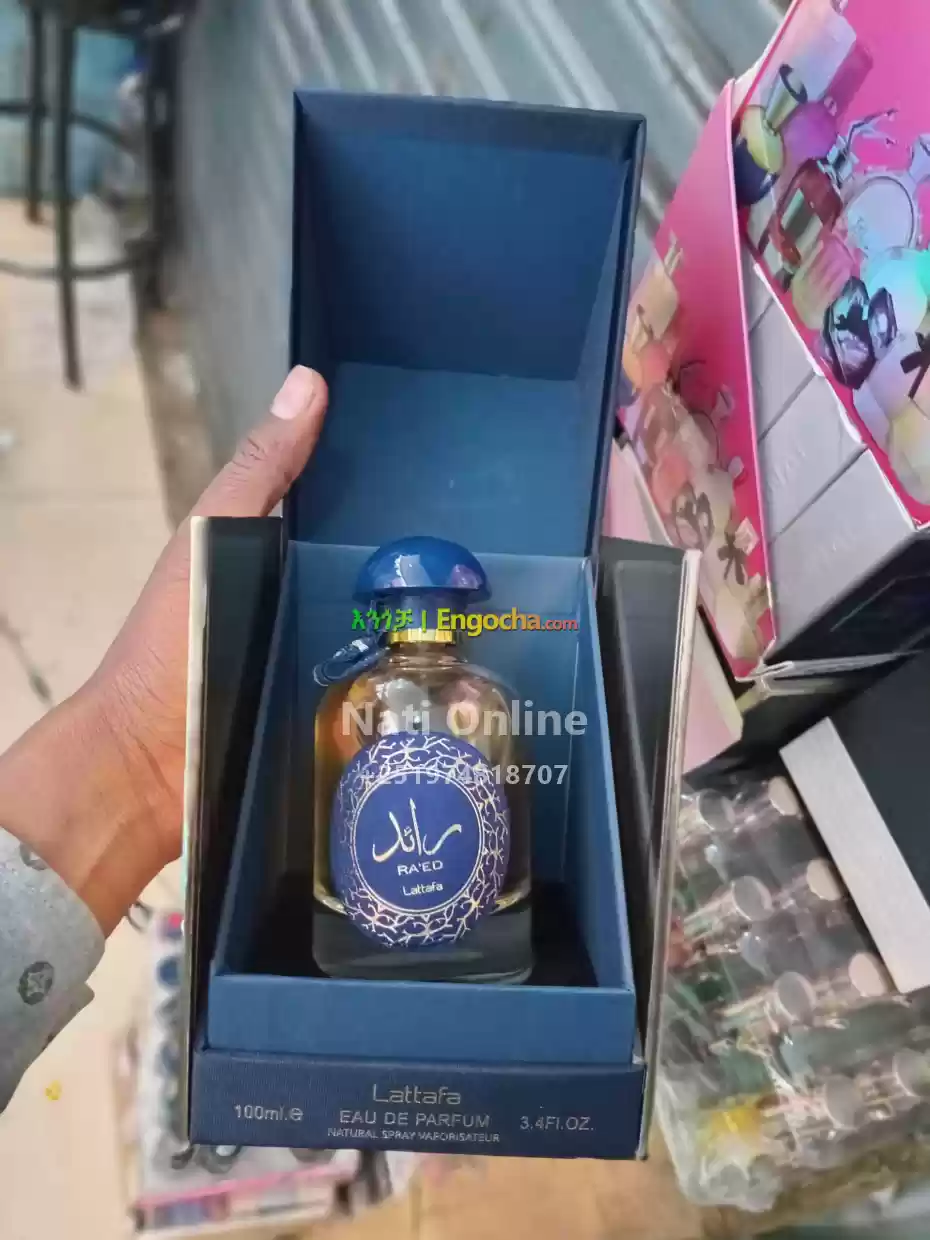 እንጎቻ | Engocha.com
Nati Online
+251974518707
رائد
RA'ED
Lattafa
Lattafa
100ml.e
EAU DE PARFUM
3.4Fl.OZ.
NATURAL SPRAY VAPORISATEUR